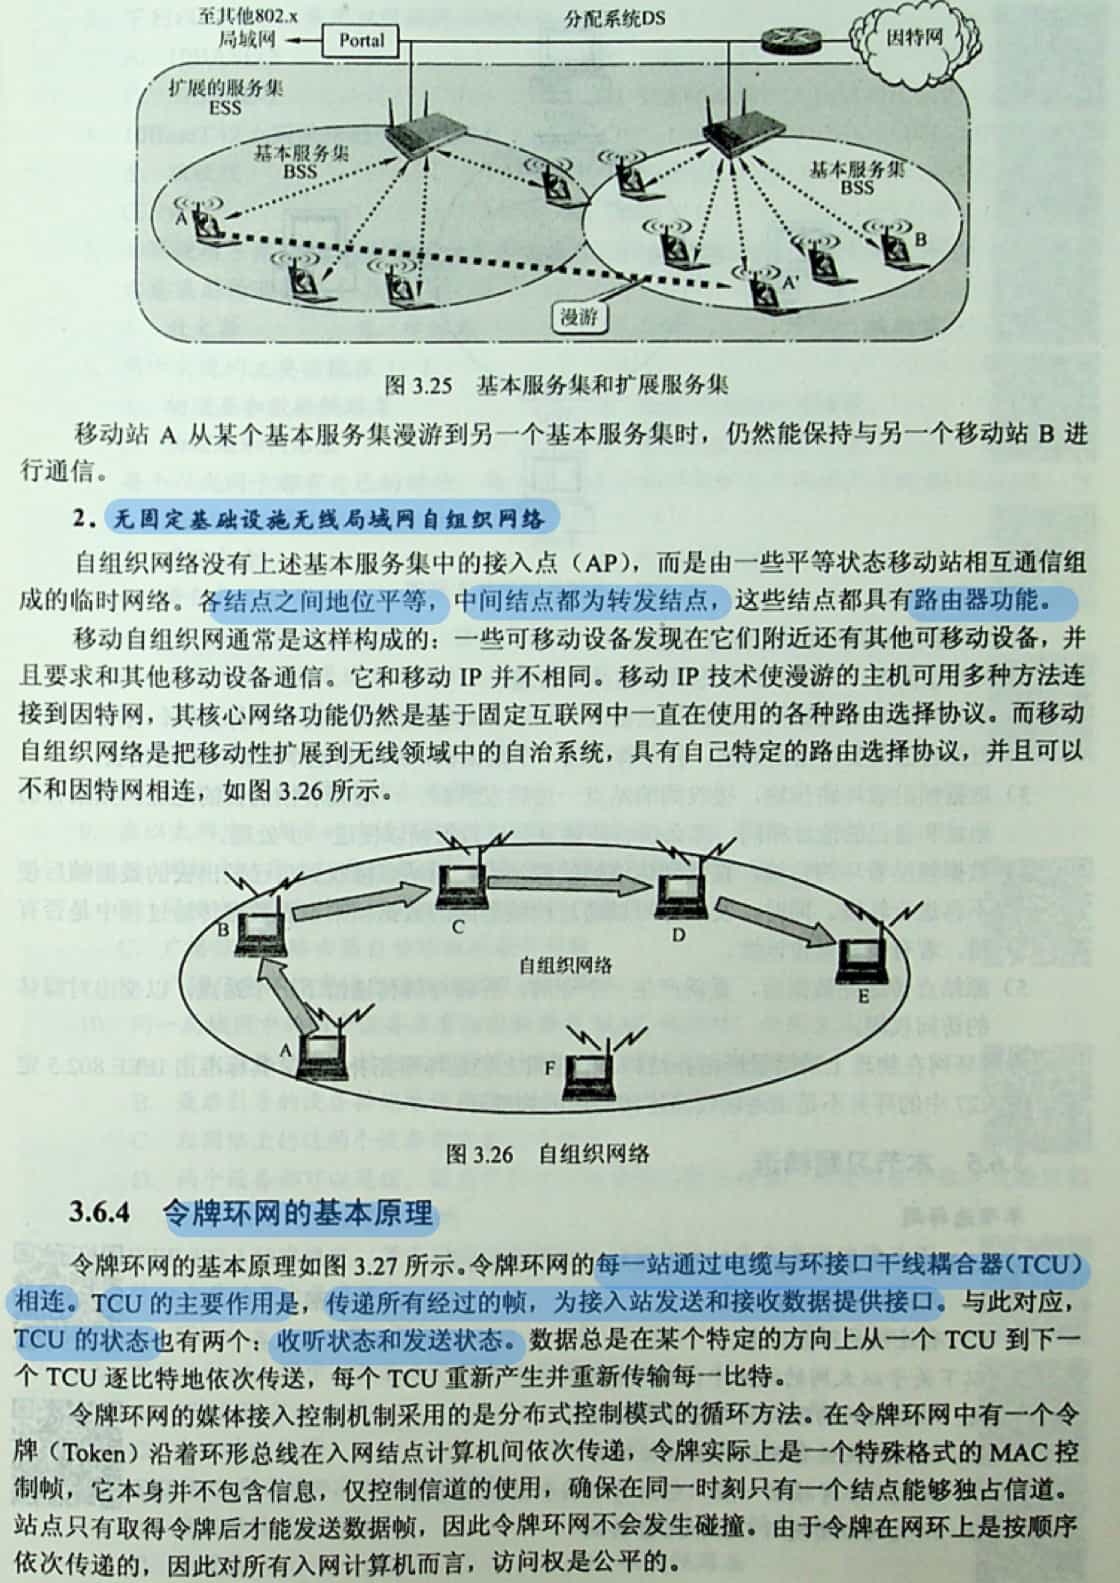 至其他802.x
局域网
Portal
分配系统DS
因特网
扩展的服务集
ESS
基本服务集
BSS
基本服务集
BSS
A
B
A'
漫游
图 3.25 基本服务集和扩展服务集
移动站 A 从某个基本服务集漫游到另一个基本服务集时，仍然能保持与另一个移动站 B 进
行通信。
2. 无固定基础设施无线局域网自组织网络
自组织网络没有上述基本服务集中的接入点（AP），而是由一些平等状态移动站相互通信组
成的临时网络。各结点之间地位平等，中间结点都为转发结点，这些结点都具有路由器功能。
移动自组织网通常是这样构成的：一些可移动设备发现在它们附近还有其他可移动设备，并
且要求和其他移动设备通信。它和移动 IP 并不相同。移动 IP 技术使漫游的主机可用多种方法连
接到因特网，其核心网络功能仍然是基于固定互联网中一直在使用的各种路由选择协议。而移动
自组织网络是把移动性扩展到无线领域中的自治系统，具有自己特定的路由选择协议，并且可以
不和因特网相连，如图 3.26 所示。
B
C
D
E
自组织网络
A
F
图 3.26 自组织网络
3.6.4 令牌环网的基本原理
令牌环网的基本原理如图 3.27 所示。令牌环网的每一站通过电缆与环接口干线耦合器（TCU）
相连。TCU 的主要作用是，传递所有经过的帧，为接入站发送和接收数据提供接口。与此对应，
TCU 的状态也有两个：收听状态和发送状态。数据总是在某个特定的方向上从一个 TCU 到下一
个 TCU 逐比特地依次传送，每个 TCU 重新产生并重新传输每一比特。
令牌环网的媒体接入控制机制采用的是分布式控制模式的循环方法。在令牌环网中有一个令
牌（Token）沿着环形总线在入网结点计算机间依次传递，令牌实际上是一个特殊格式的 MAC 控
制帧，它本身并不包含信息，仅控制信道的使用，确保在同一时刻只有一个结点能够独占信道。
站点只有取得令牌后才能发送数据帧，因此令牌环网不会发生碰撞。由于令牌在网环上是按顺序
依次传递的，因此对所有入网计算机而言，访问权是公平的。